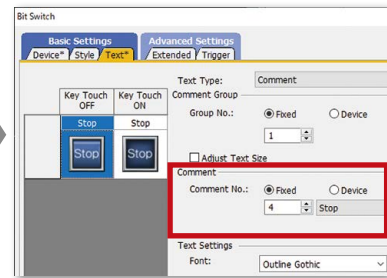 Bit Switch
Basic Settings Advanced Settings
Device* Style Text* Extended Trigger
Text Type: Comment
Key Touch OFF Key Touch ON
Stop Stop
Stop Stop
Comment Group
Group No.: Fixed Device
1
Adjust Text Size
Comment
Comment No.: Fixed Device
4 Stop
Text Settings
Font: Outline Gothic